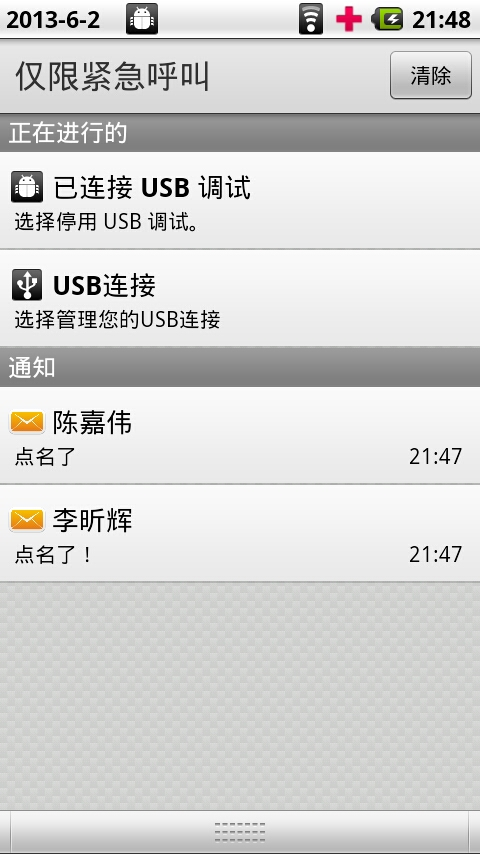 2013-6-2 21:48
仅限紧急呼叫 清除
正在进行的
已连接 USB 调试
选择停用 USB 调试。
USB连接
选择管理您的USB连接
通知
陈嘉伟
点名了 21:47
李昕辉
点名了！ 21:47